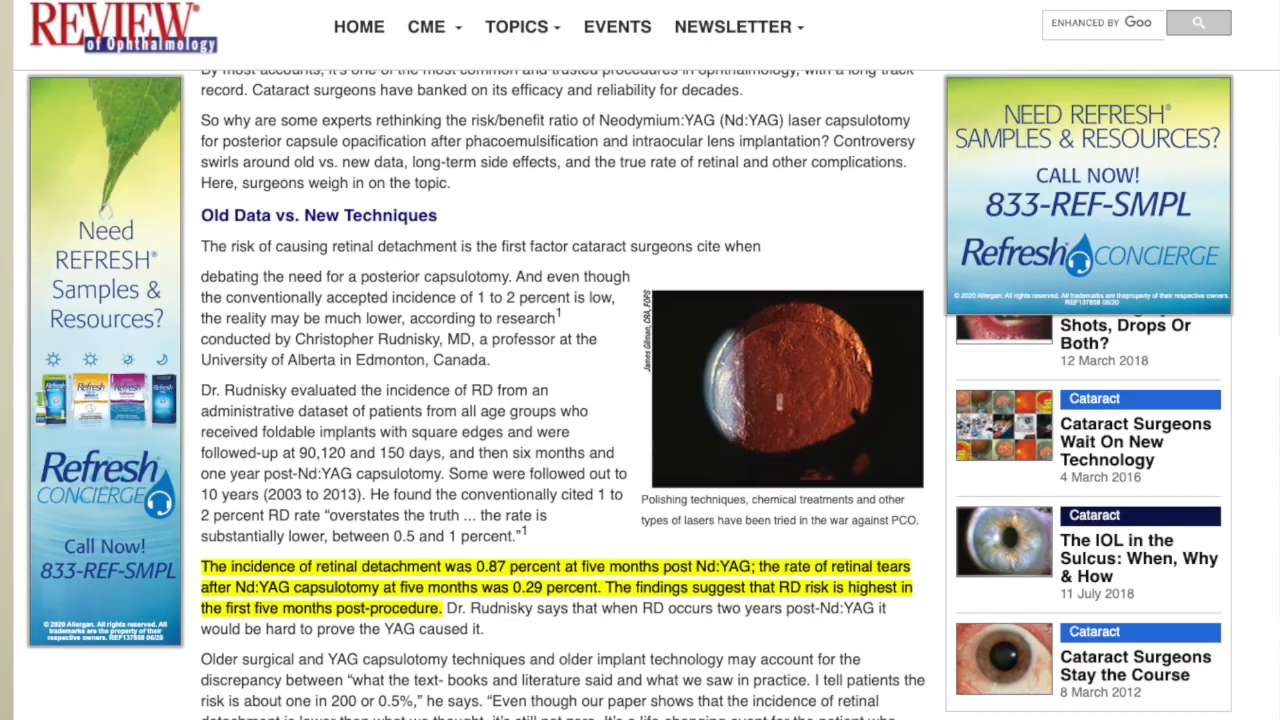 REVIEW®
of Ophthalmology
HOME
CME
TOPICS
EVENTS
NEWSLETTER
ENHANCED BY Goo
By most accounts, it's one of the most common and trusted procedures in ophthalmology, with a long track
record. Cataract surgeons have banked on its efficacy and reliability for decades.
So why are some experts rethinking the risk/benefit ratio of Neodymium:YAG (Nd:YAG) laser capsulotomy
for posterior capsule opacification after phacoemulsification and intraocular lens implantation? Controversy
swirls around old vs. new data, long-term side effects, and the true rate of retinal and other complications.
Here, surgeons weigh in on the topic.
Old Data vs. New Techniques
The risk of causing retinal detachment is the first factor cataract surgeons cite when
debating the need for a posterior capsulotomy. And even though
the conventionally accepted incidence of 1 to 2 percent is low,
the reality may be much lower, according to research1
conducted by Christopher Rudnisky, MD, a professor at the
University of Alberta in Edmonton, Canada.
Dr. Rudnisky evaluated the incidence of RD from an
administrative dataset of patients from all age groups who
received foldable implants with square edges and were
followed-up at 90,120 and 150 days, and then six months and
one year post-Nd:YAG capsulotomy. Some were followed out to
10 years (2003 to 2013). He found the conventionally cited 1 to
2 percent RD rate “overstates the truth ... the rate is
substantially lower, between 0.5 and 1 percent.”1
James Gilman, CRA, FOPS
Polishing techniques, chemical treatments and other
types of lasers have been tried in the war against PCO.
The incidence of retinal detachment was 0.87 percent at five months post Nd:YAG; the rate of retinal tears
after Nd:YAG capsulotomy at five months was 0.29 percent. The findings suggest that RD risk is highest in
the first five months post-procedure. Dr. Rudnisky says that when RD occurs two years post-Nd:YAG it
would be hard to prove the YAG caused it.
Older surgical and YAG capsulotomy techniques and older implant technology may account for the
discrepancy between “what the text- books and literature said and what we saw in practice. I tell patients the
risk is about one in 200 or 0.5%,” he says. “Even though our paper shows that the incidence of retinal
detachment is lower than what we thought, it's still not zero. It's a life-changing event for the patient who
Need
REFRESH®
Samples &
Resources?
Refresh
Refresh
Refresh
Refresh
CONCIERGE
Call Now!
833-REF-SMPL
© 2020 Allergan. All rights reserved. All
trademarks are the property of their
respective owners. REF137858 06/20
NEED REFRESH®
SAMPLES & RESOURCES?
CALL NOW!
833-REF-SMPL
Refresh CONCIERGE
© 2020 Allergan. All rights reserved. All trademarks are the property of their respective owners.
REF137858 06/20
Shots, Drops Or
Both?
12 March 2018
Cataract
Cataract Surgeons
Wait On New
Technology
4 March 2016
Cataract
The IOL in the
Sulcus: When, Why
& How
11 July 2018
Cataract
Cataract Surgeons
Stay the Course
8 March 2012